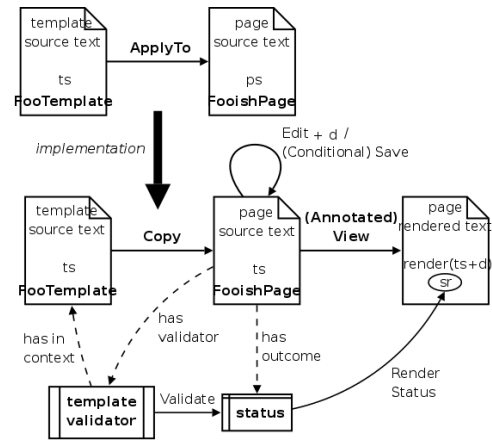 template
source text
ts
FooTemplate
ApplyTo
page
source text
ps
FooishPage
implementation
Edit + d /
(Conditional) Save
template
source text
ts
FooTemplate
Copy
page
source text
ts
FooishPage
(Annotated)
View
page
rendered text
render(ts+d)
sr
has in
context
has
validator
has
outcome
Render
Status
template
validator
Validate
status